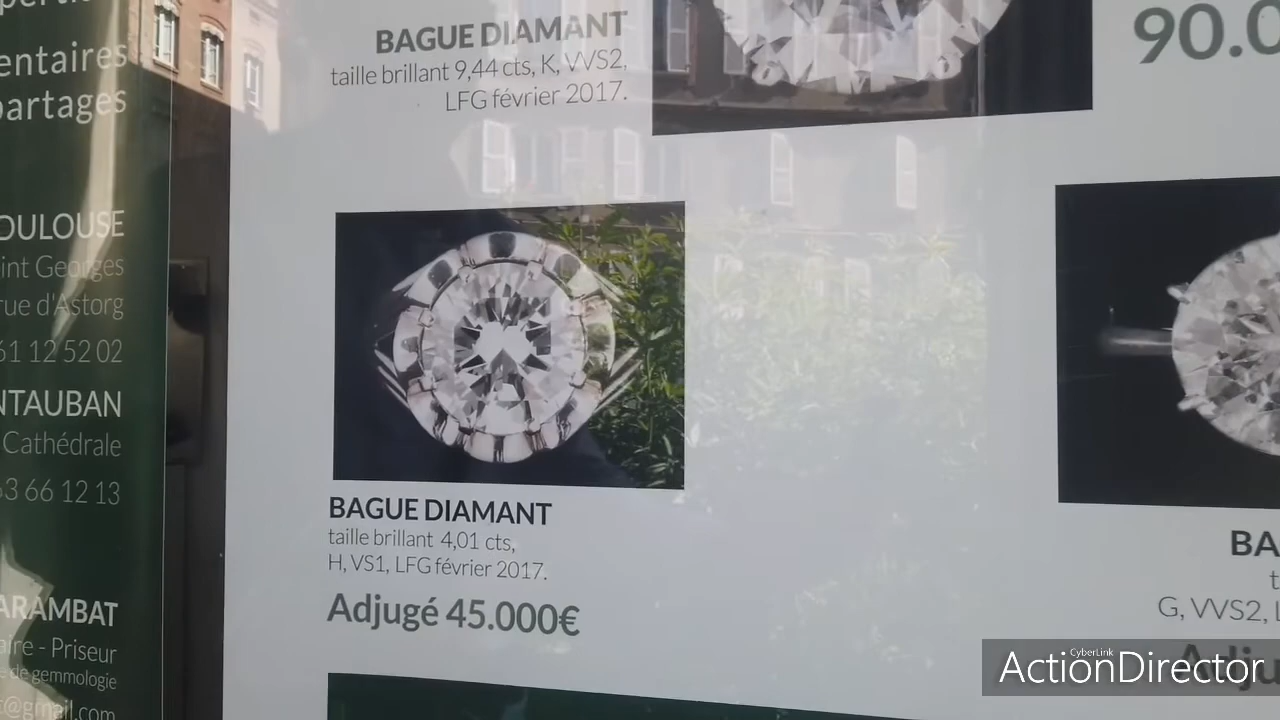 entaires
partages
OULOUSE
int Georges
rue d'Astorg
61 12 52 02
NTAUBAN
Cathédrale
63 66 12 13
ARAMBAT
aire - Priseur
e de gemmologie
@gmail.com
BAGUE DIAMANT
taille brillant 9,44 cts, K, VVS2,
LFG février 2017.
90.0
BAGUE DIAMANT
taille brillant 4,01 cts,
H, VS1, LFG février 2017.
Adjugé 45.000€
BA
G, VVS2,
Adju
CyberLink
ActionDirector